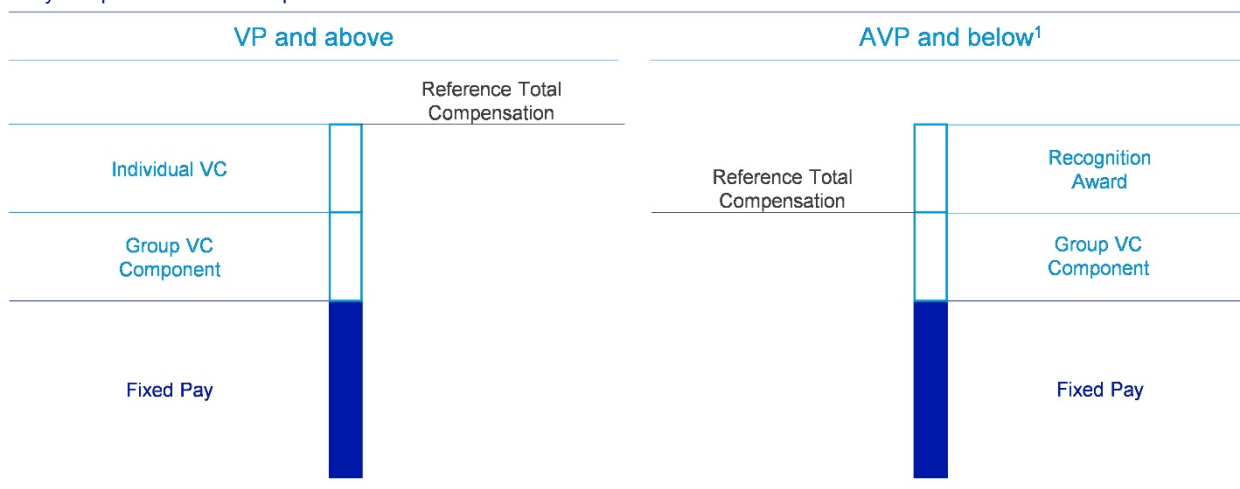 VP and above
AVP and below¹
Reference Total
Compensation
Individual VC
Recognition
Award
Reference Total
Compensation
Group VC
Component
Group VC
Component
Fixed Pay
Fixed Pay